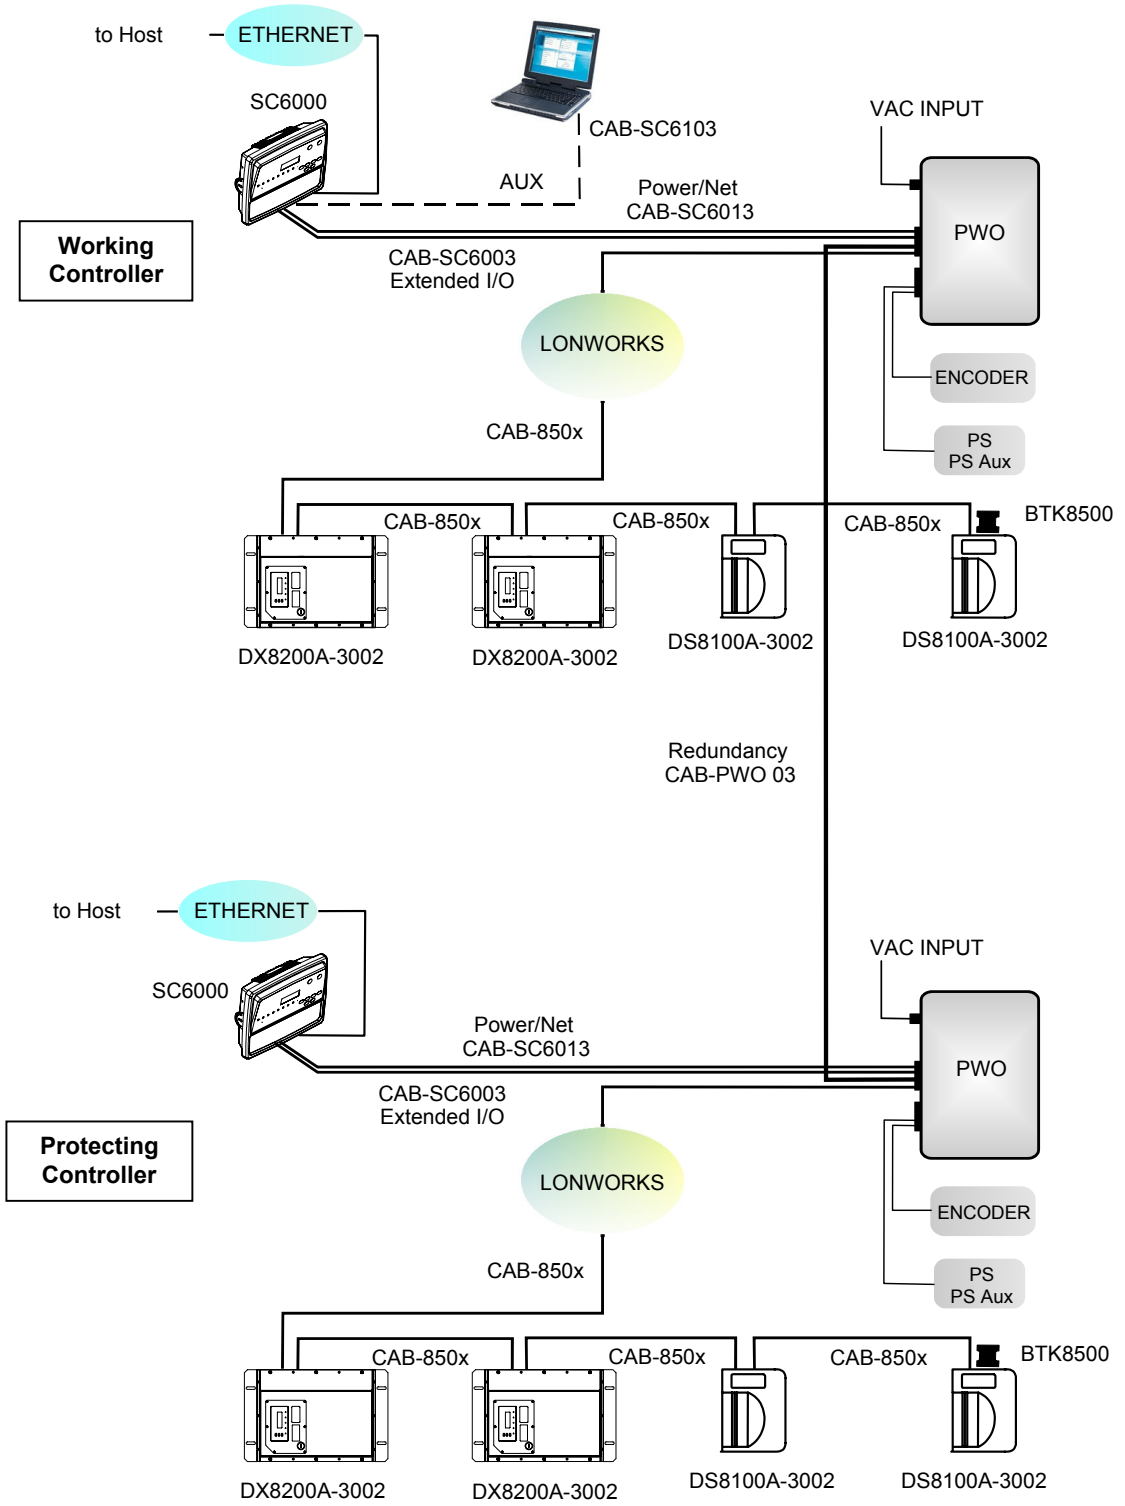 to Host
ETHERNET
SC6000
CAB-SC6103
VAC INPUT
AUX
Power/Net
CAB-SC6013
PWO
Working
Controller
CAB-SC6003
Extended I/O
LONWORKS
ENCODER
CAB-850x
PS
PS Aux
CAB-850x
CAB-850x
CAB-850x
BTK8500
DX8200A-3002
DX8200A-3002
DS8100A-3002
DS8100A-3002
Redundancy
CAB-PWO 03
to Host
ETHERNET
VAC INPUT
SC6000
Power/Net
CAB-SC6013
PWO
CAB-SC6003
Extended I/O
Protecting
Controller
LONWORKS
ENCODER
CAB-850x
PS
PS Aux
CAB-850x
CAB-850x
CAB-850x
BTK8500
DX8200A-3002
DX8200A-3002
DS8100A-3002
DS8100A-3002